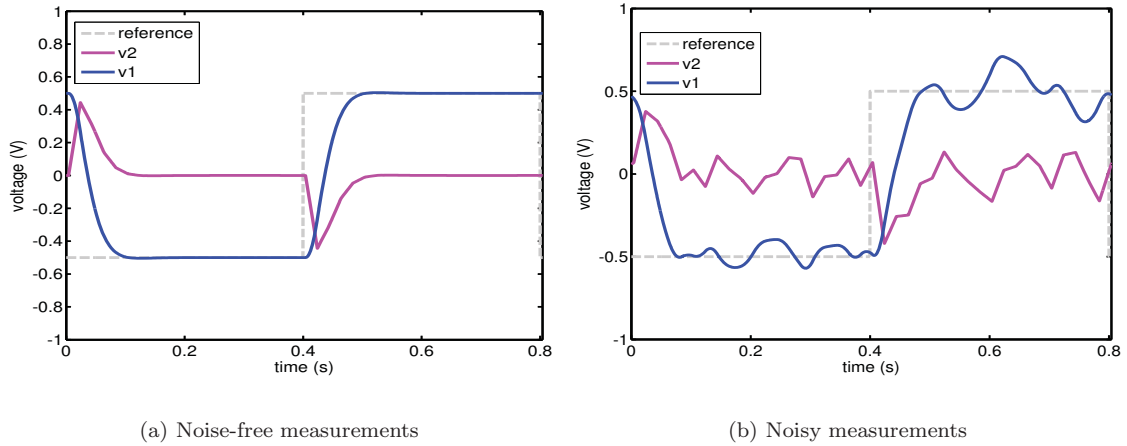 1
0.8
0.6
0.4
0.2
0
-0.2
-0.4
-0.6
-0.8
-1
voltage (V)
reference
v2
v1
0
0.2
0.4
0.6
0.8
time (s)
(a) Noise-free measurements
1
0.5
0
-0.5
-1
voltage (V)
reference
v2
v1
0
0.2
0.4
0.6
0.8
time (s)
(b) Noisy measurements